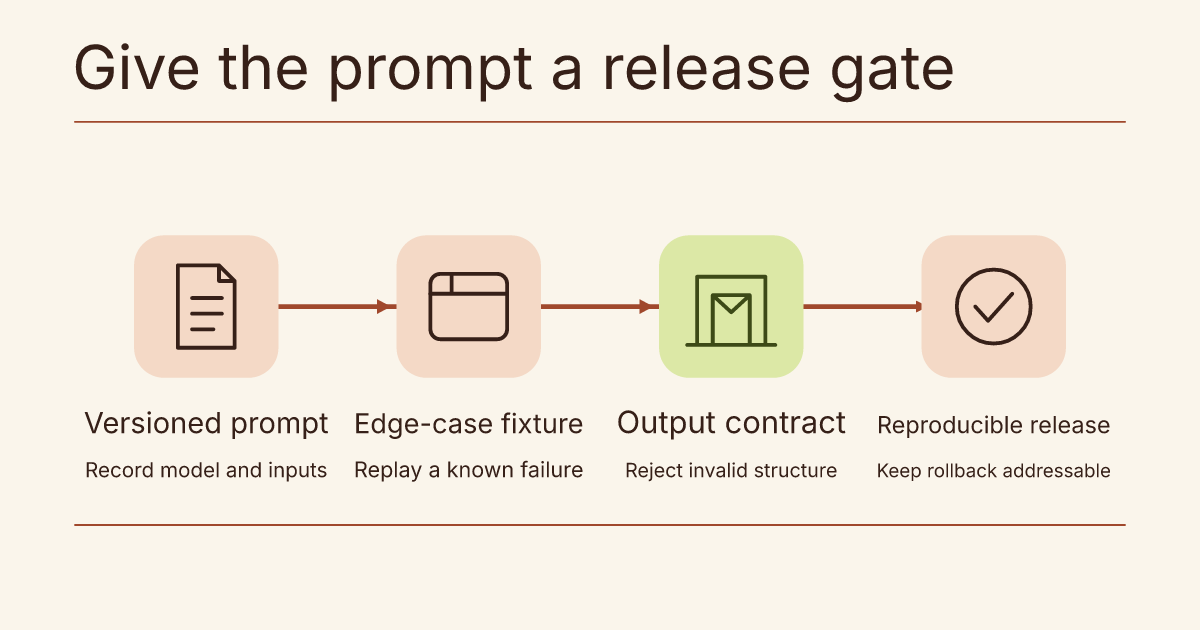 Give the prompt a release gate
Versioned prompt
Record model and inputs
Edge-case fixture
Replay a known failure
Output contract
Reject invalid structure
Reproducible release
Keep rollback addressable